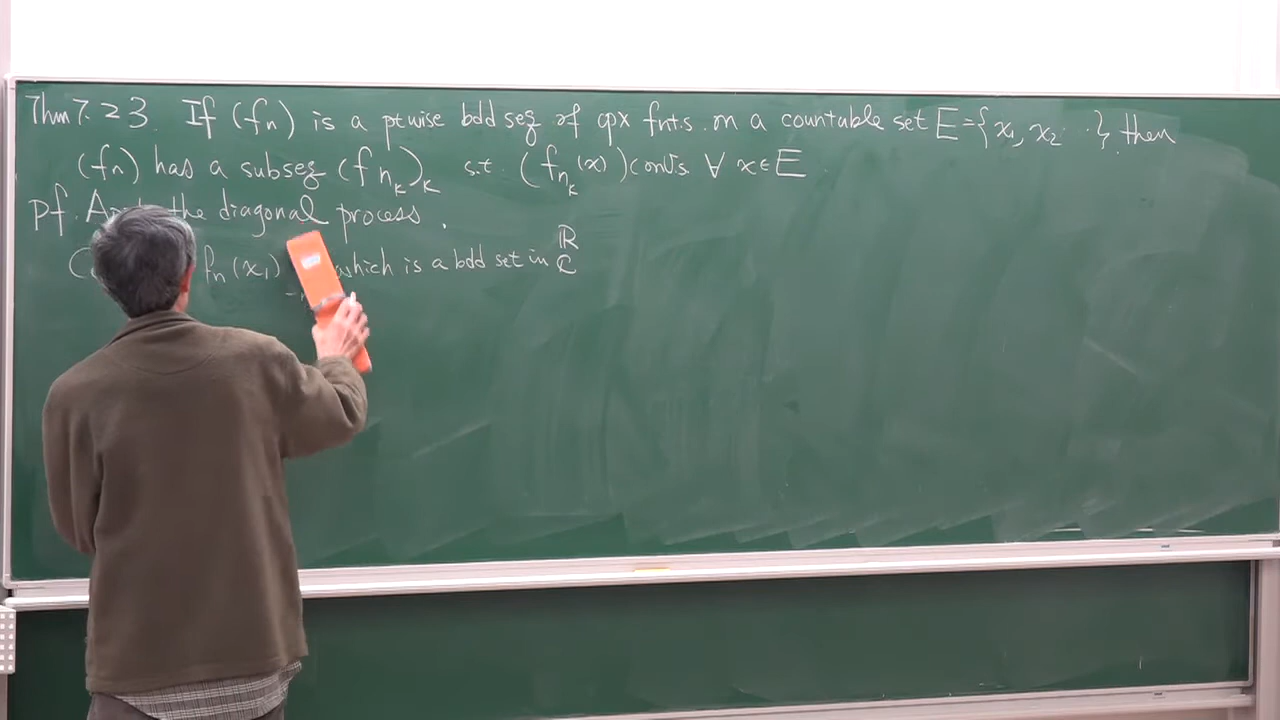 Thm 7.23. If (fn) is a ptwise bdd seq of cpx fnts. on a countable set E={x1, x2 ..}, then
(fn) has a subseq (fnk)k s.t. (fnk(x)) conv.s. ∀ x∈E
pf. the diagonal process.
fn(x1) which is a bdd set in ℝ ℂ